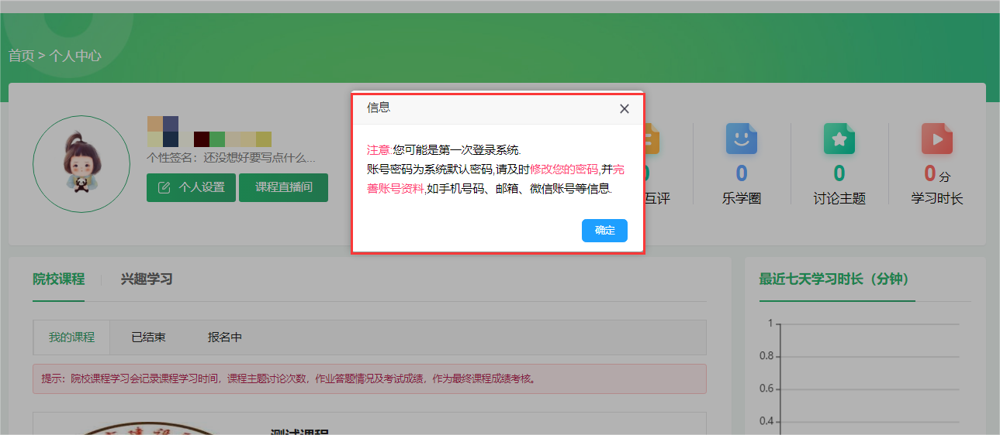 首页 > 个人中心
信息
注意:您可能是第一次登录系统.
账号密码为系统默认密码,请及时修改您的密码,并完
善账号资料,如手机号码、邮箱、微信账号等信息.
确定
个性签名：还没想好要写点什么...
个人设置
课程直播间
互评
0
乐学圈
0
讨论主题
0 分
学习时长
院校课程
兴趣学习
我的课程
已结束
报名中
提示：院校课程学习会记录课程学习时间，课程主题讨论次数，作业答题情况及考试成绩，作为最终课程成绩考核。
测试课程
最近七天学习时长（分钟）
1
0.8
0.6
0.4